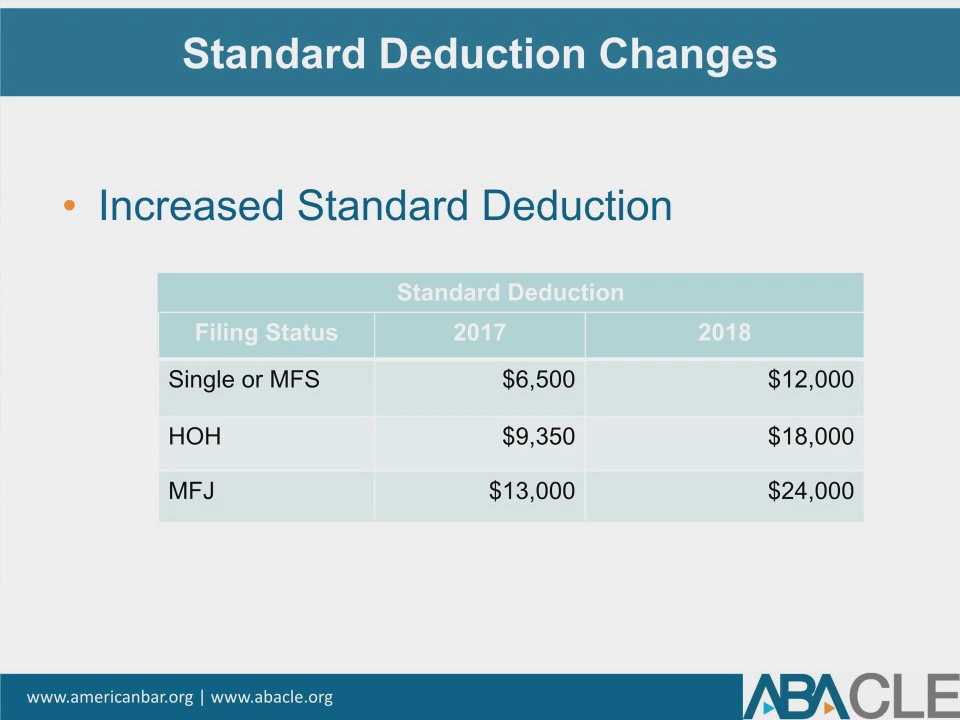 Standard Deduction Changes
• Increased Standard Deduction
Standard Deduction
Filing Status 2017 2018
Single or MFS $6,500 $12,000
HOH $9,350 $18,000
MFJ $13,000 $24,000
www.americanbar.org | www.abacle.org
ABACLE